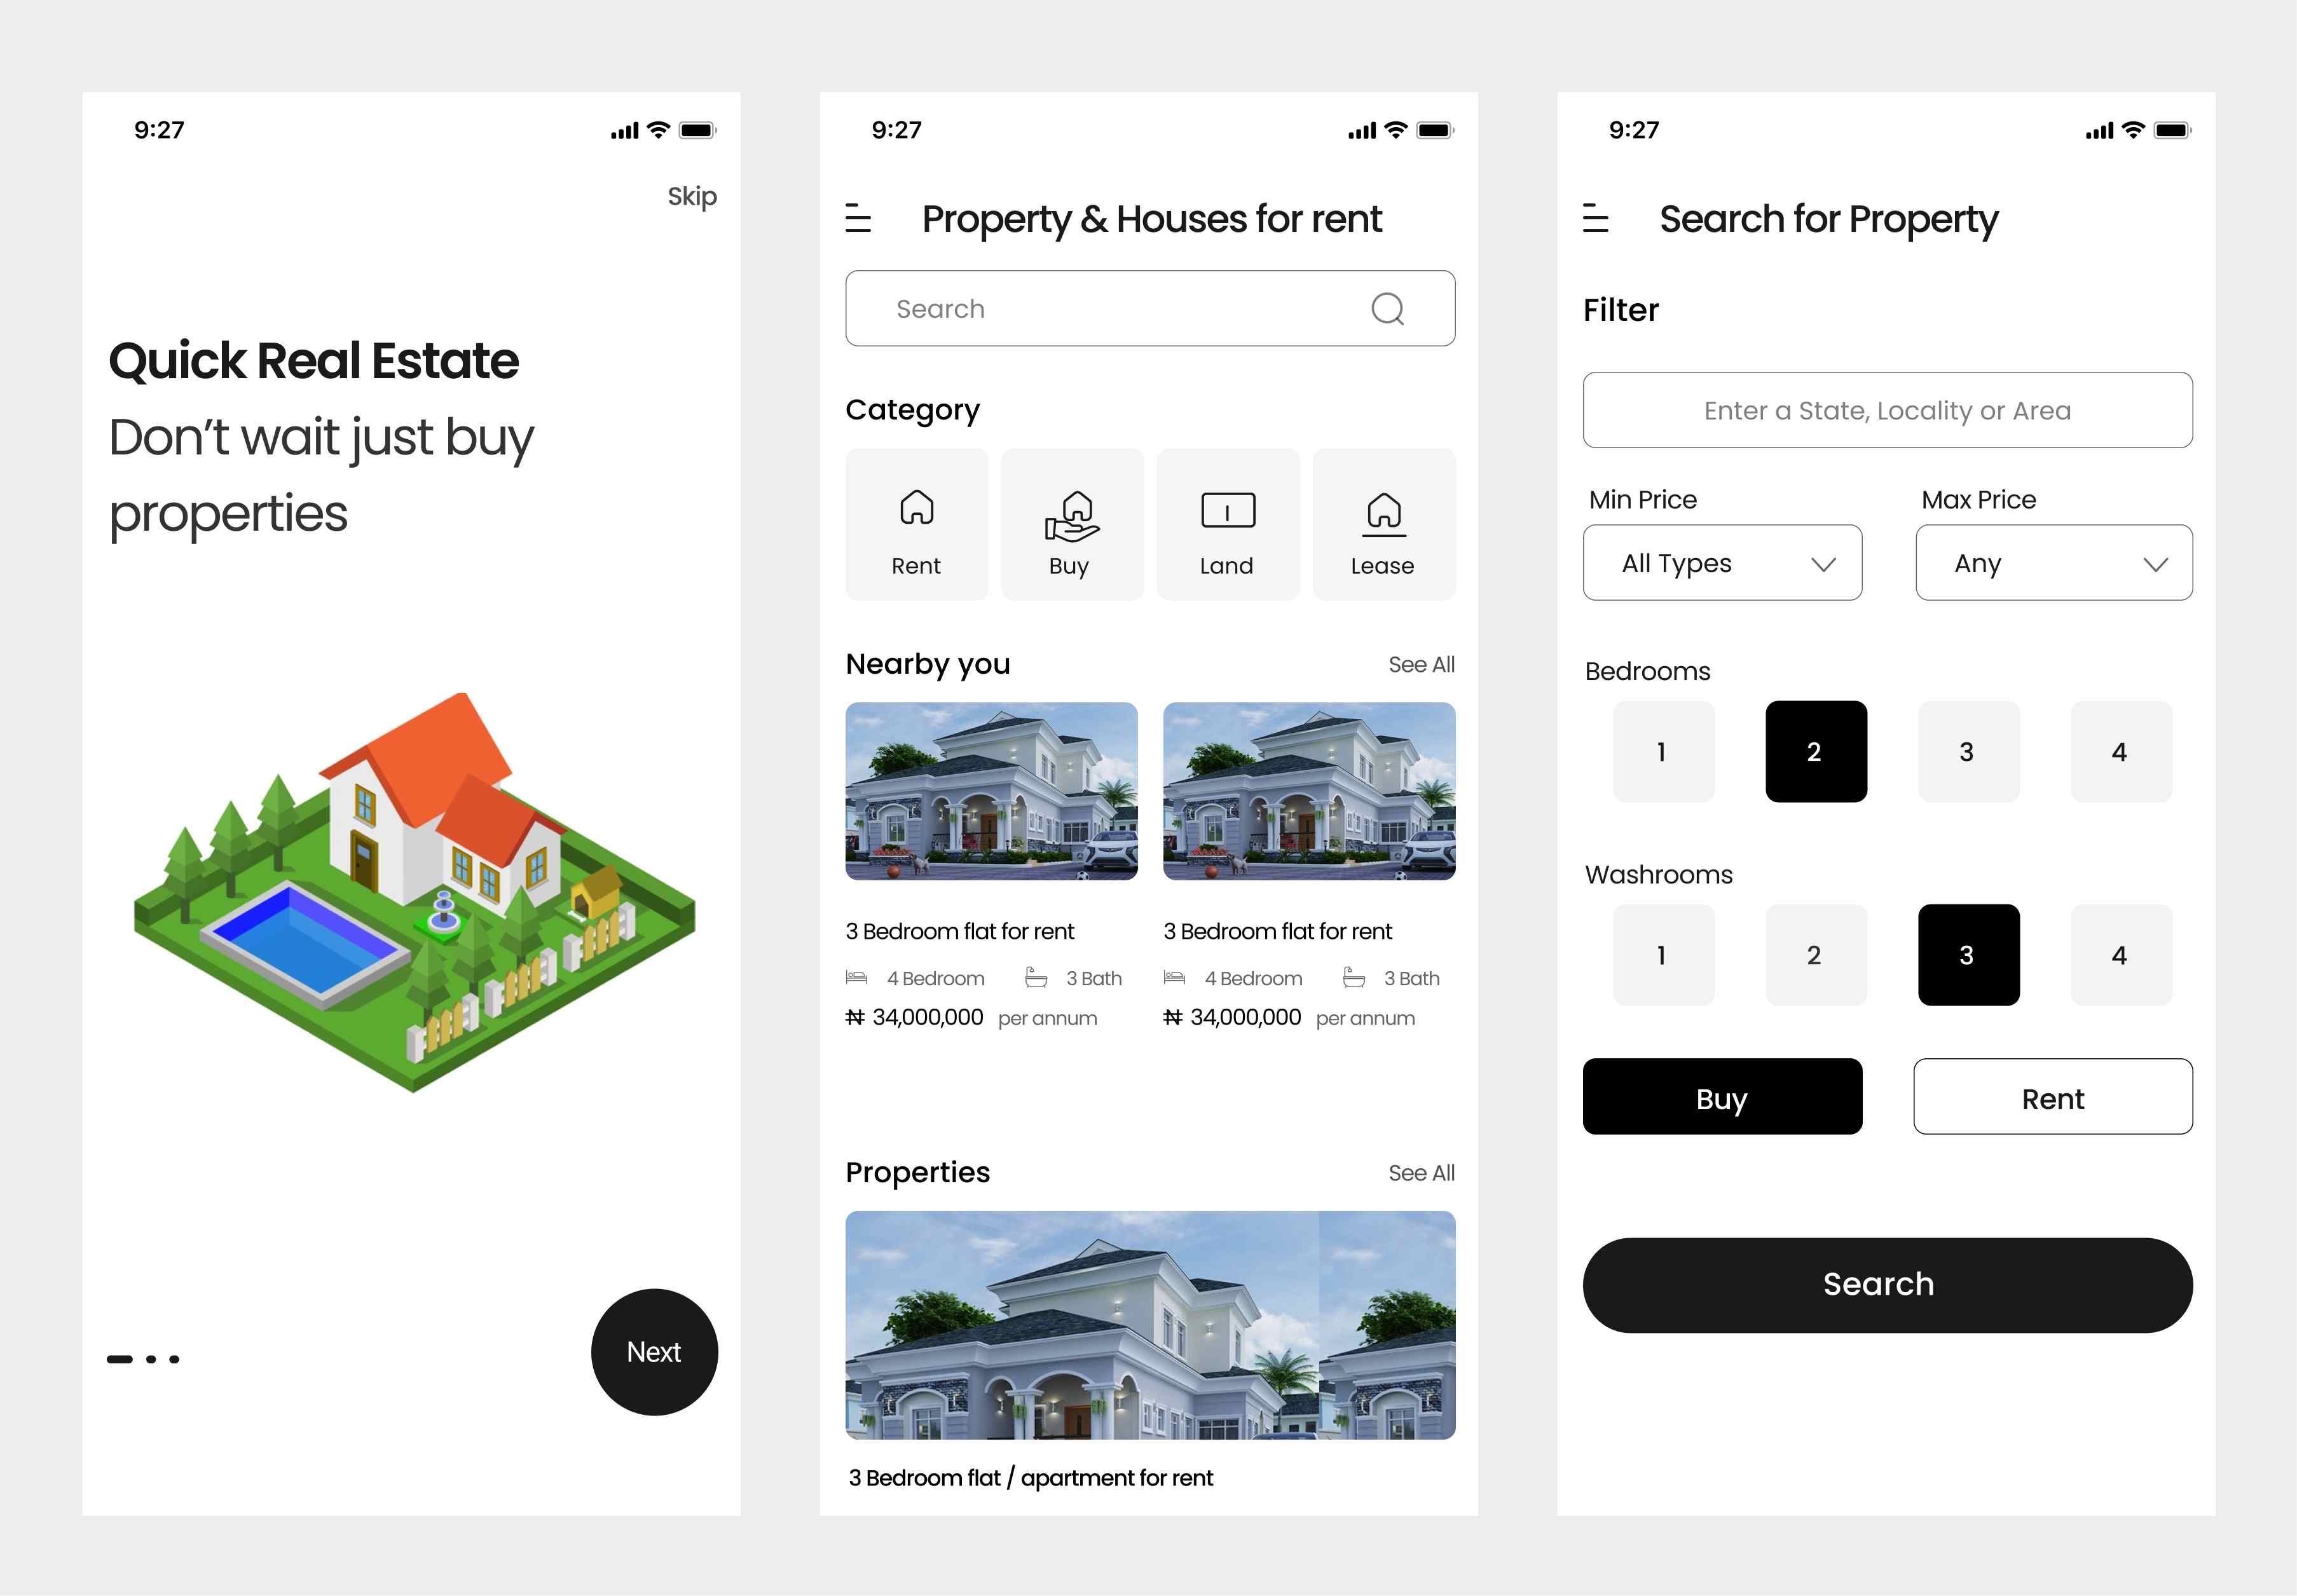 9:27
Skip
Quick Real Estate
Don’t wait just buy
properties
Next
9:27
Property & Houses for rent
Search
Category
Rent
Buy
Land
Lease
Nearby you
See All
3 Bedroom flat for rent
4 Bedroom
3 Bath
₦ 34,000,000 per annum
3 Bedroom flat for rent
4 Bedroom
3 Bath
₦ 34,000,000 per annum
Properties
See All
3 Bedroom flat / apartment for rent
9:27
Search for Property
Filter
Enter a State, Locality or Area
Min Price
Max Price
All Types
Any
Bedrooms
1
2
3
4
Washrooms
1
2
3
4
Buy
Rent
Search